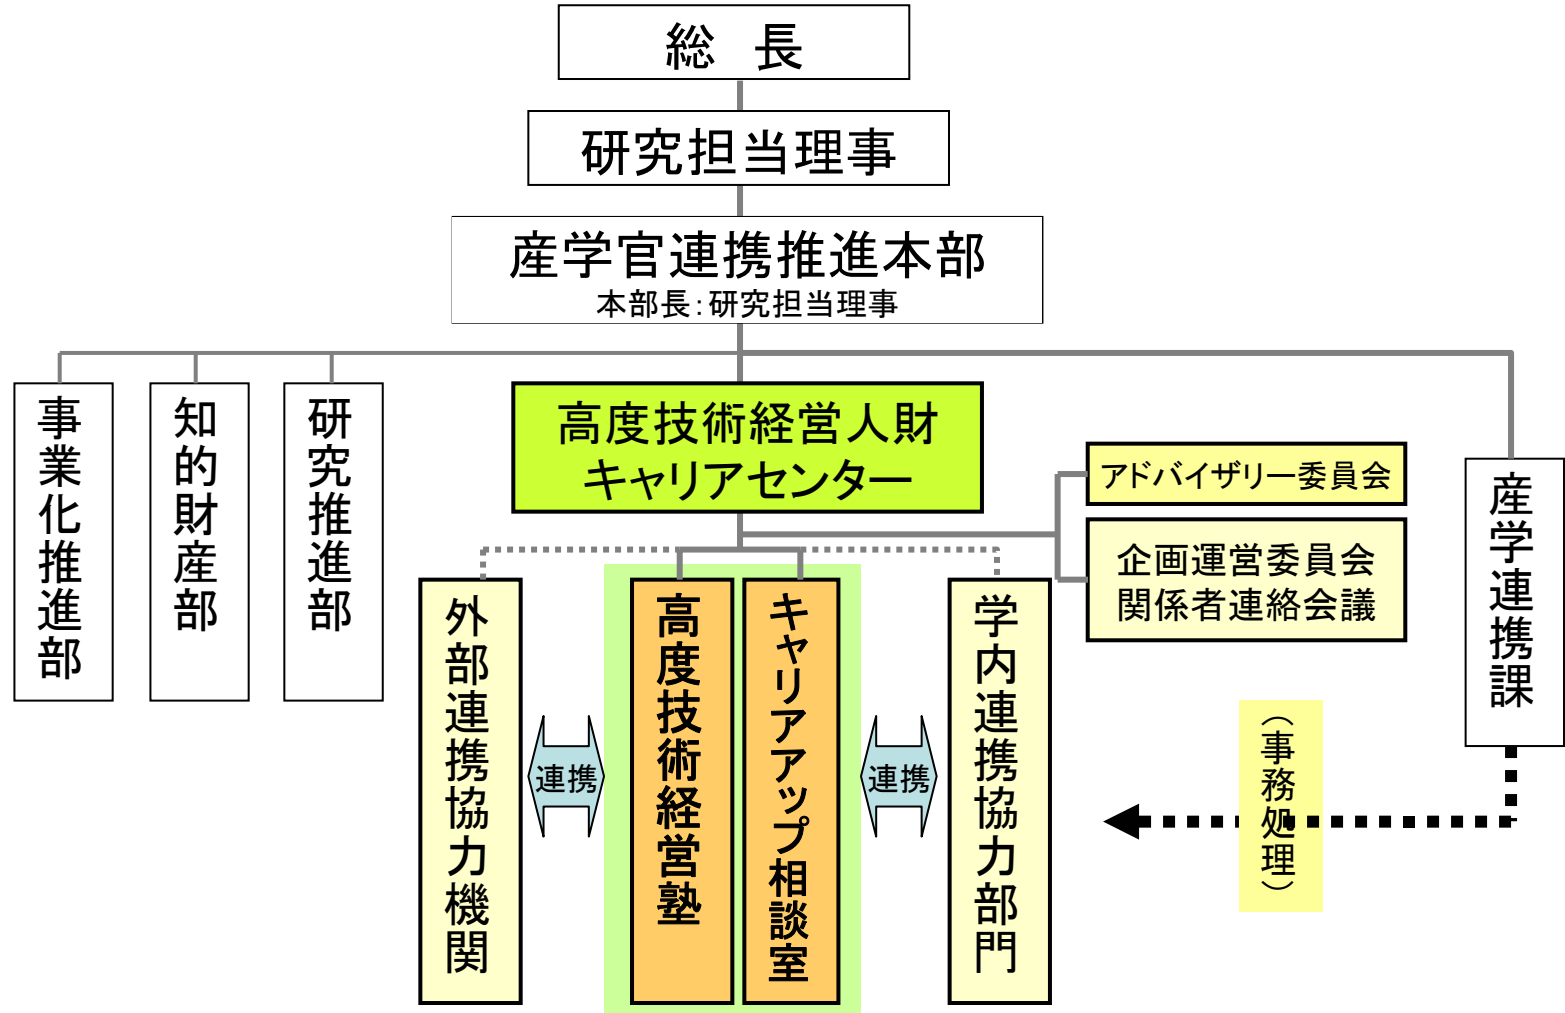 総　長
研究担当理事
産学官連携推進本部
本部長：研究担当理事
事業化推進部
知的財産部
研究推進部
高度技術経営人財
キャリアセンター
アドバイザリー委員会
企画運営委員会
関係者連絡会議
産学連携課
外部連携協力機関
連携
高度技術経営塾
キャリアアップ相談室
連携
学内連携協力部門
（事務処理）